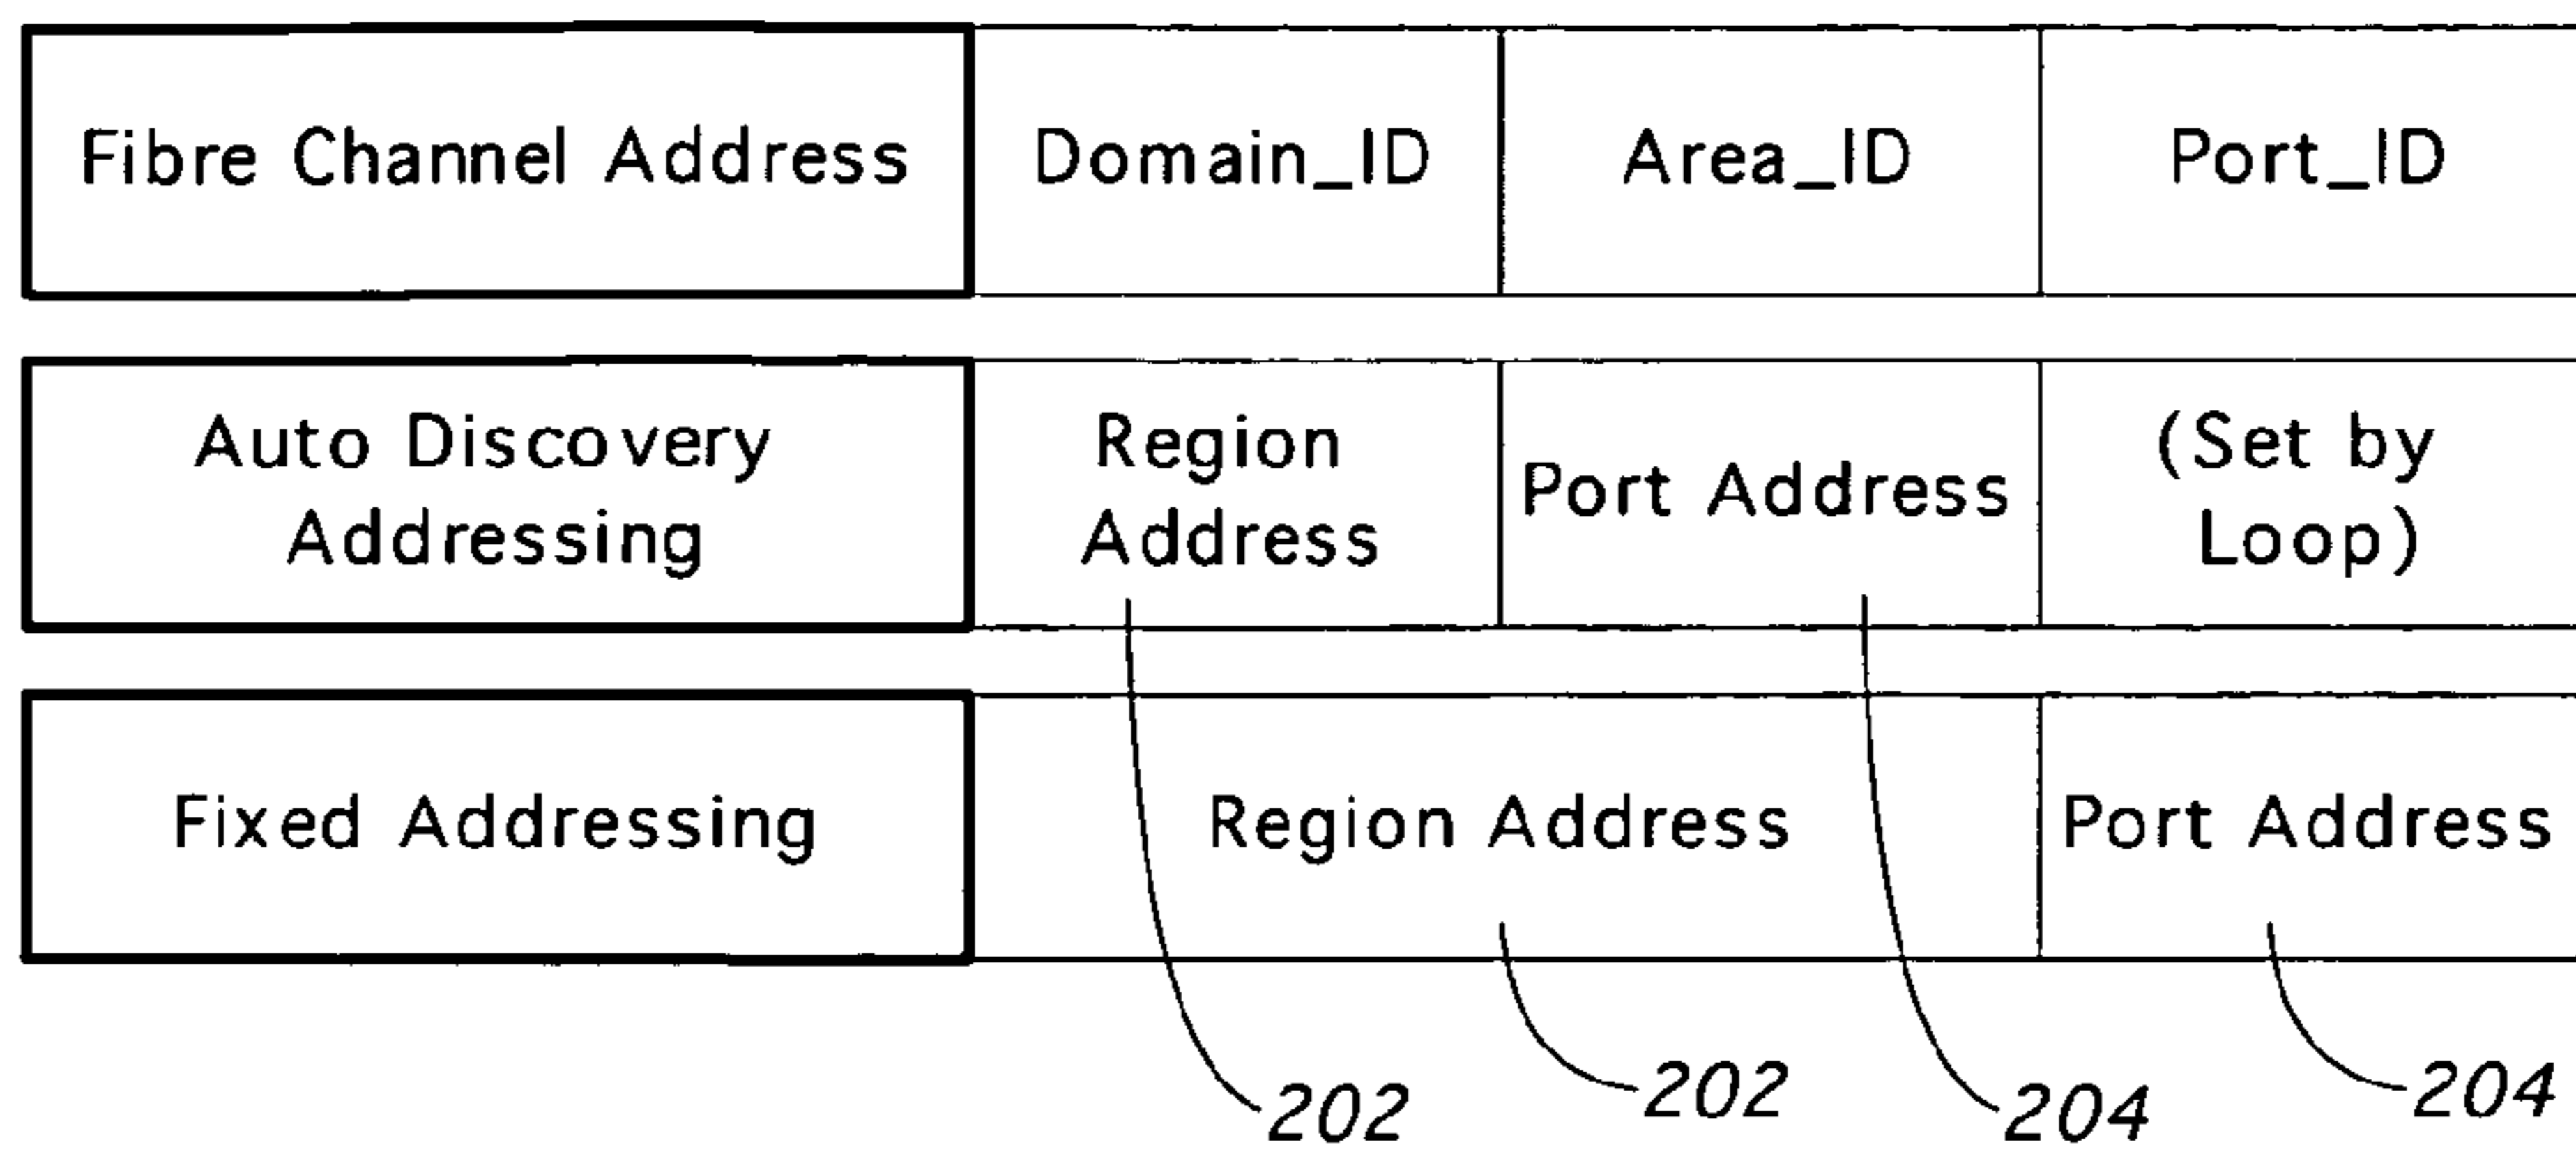 Fibre Channel Address Domain_ID Area_ID Port_ID
Auto Discovery Addressing
Region Address
Port Address
(Set by Loop)
Fixed Addressing Region Address Port Address
202 202 204 204